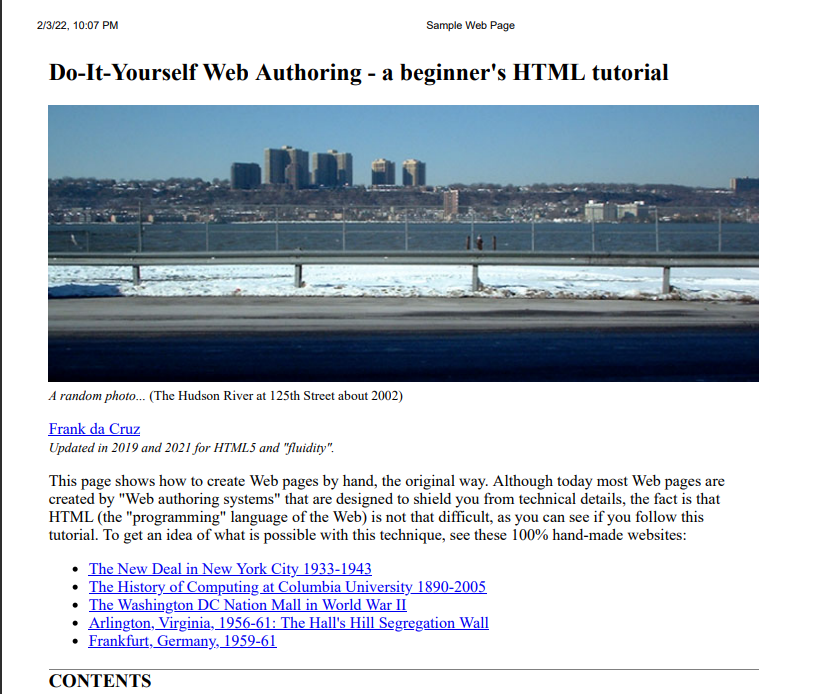 2/3/22, 10:07 PM
Sample Web Page
Do-It-Yourself Web Authoring - a beginner's HTML tutorial
A random photo... (The Hudson River at 125th Street about 2002)
Frank da Cruz
Updated in 2019 and 2021 for HTML5 and "fluidity".
This page shows how to create Web pages by hand, the original way. Although today most Web pages are
created by "Web authoring systems" that are designed to shield you from technical details, the fact is that
HTML (the "programming" language of the Web) is not that difficult, as you can see if you follow this
tutorial. To get an idea of what is possible with this technique, see these 100% hand-made websites:
• The New Deal in New York City 1933-1943
• The History of Computing at Columbia University 1890-2005
• The Washington DC Nation Mall in World War II
• Arlington, Virginia, 1956-61: The Hall's Hill Segregation Wall
• Frankfurt, Germany, 1959-61
CONTENTS